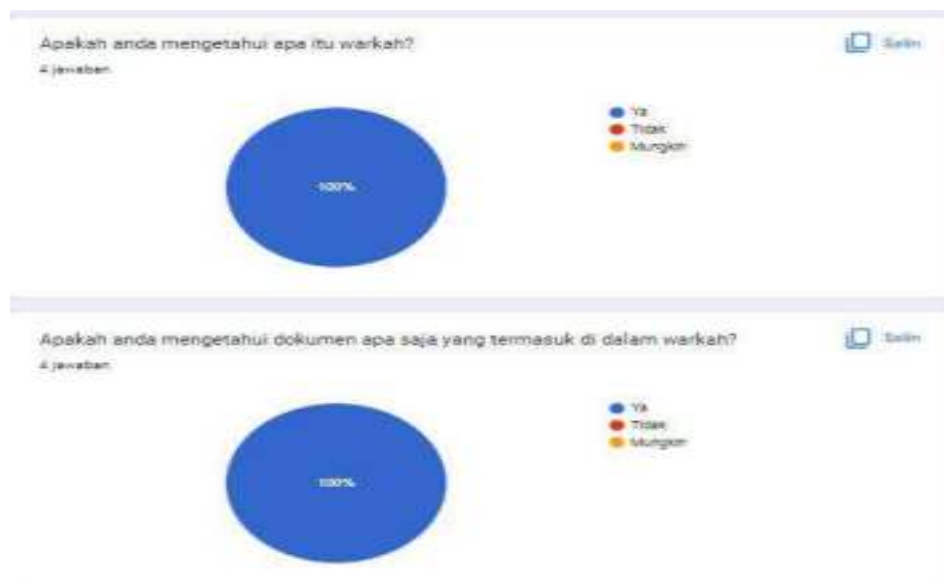 Apakah anda mengetahui apa itu warkah?
Salin
4 jawaban
Ya
Tidak
Mungkin
100%
Apakah anda mengetahui dokumen apa saja yang termasuk di dalam warkah?
Salin
4 jawaban
Ya
Tidak
Mungkin
100%